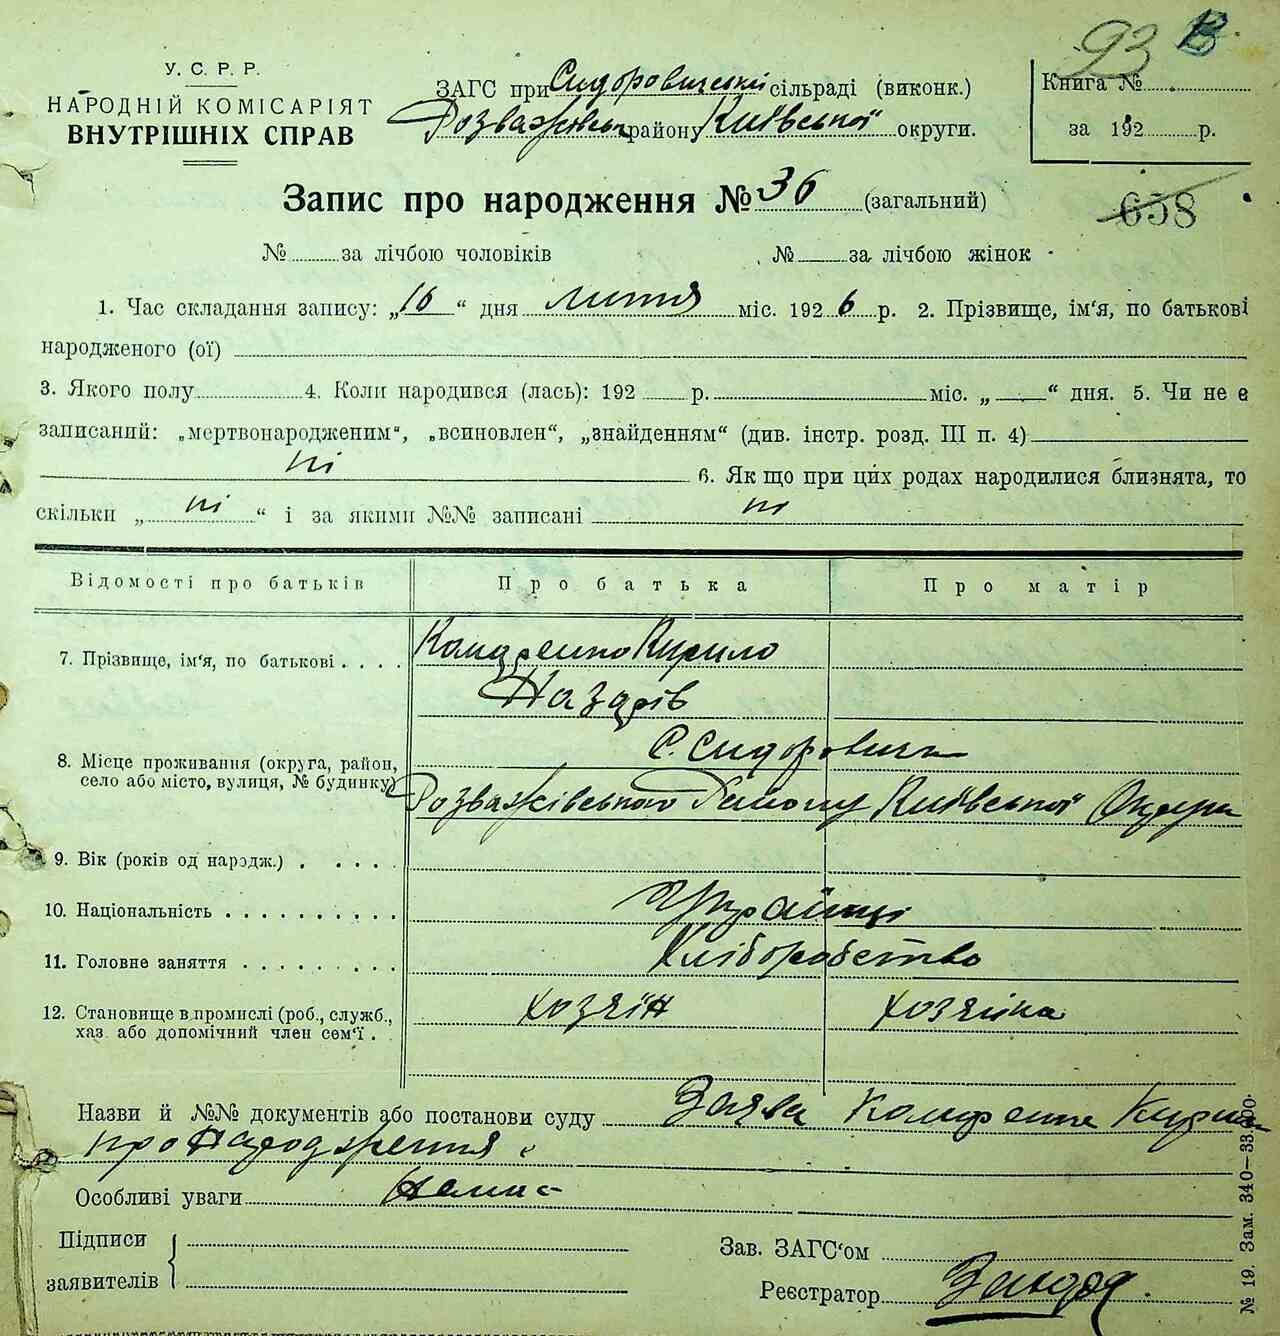 93 В.
У. С. Р. Р.
НАРОДНІЙ КОМІСАРІЯТ
ВНУТРІШНІХ СПРАВ
ЗАГС при Сидоровицькій сільраді (виконк.)
Розважівськ району Київської округи.
Книга №
за 192 р.
Запис про народження № 36 (загальний)
658
№ за лічбою чоловіків № за лічбою жінок
1. Час складання запису: „16“ дня лютня міс. 1926 р. 2. Прізвище, ім‘я, по батькові
народженого (ої)
3. Якого полу 4. Коли народився (лась): 192 р. міс. „ “ дня. 5. Чи не є
записаний: „мертвонародженим“, „всиновлен“, „знайденням“ (див. інстр. розд. III п. 4)
ні 6. Як що при цих родах народилися близнята, то
скільки „ ні “ і за якими №№ записані ні
Відомості про батьків Про батька Про матір
7. Прізвище, ім‘я, по батькові Кирило
Назарів
8. Місце проживання (округа, район,
село або місто, вулиця, № будинку)
С. Сидоровичі
Розважівського Району Київської Округи
9. Вік (років од народж.)
10. Національність Українці
11. Головне заняття Хліборобство
12. Становище в промислі (роб., служб.,
хаз. або допомічний член сем‘ї
хозяїн хозяйка
Назви й №№ документів або постанови суду Заява
про Народження
Особливі уваги Немає
Підписи
заявителів
Зав. ЗАГС‘ом
Реєстратор
№ 19. Зам. 340—33.000.